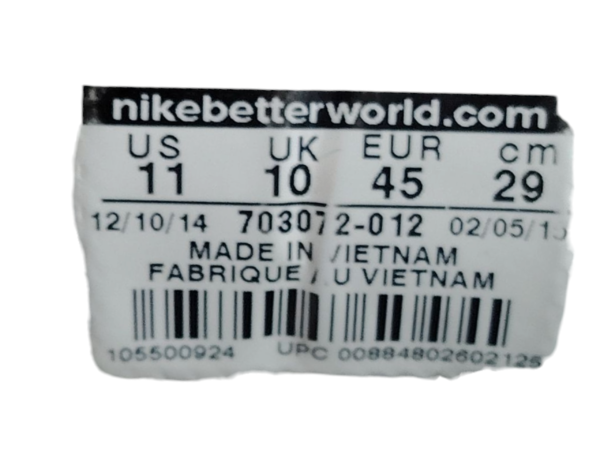 nikebetterworld.com
US UK EUR cm
11 10 45 29
12/10/14 703072-012 02/05/15
MADE IN VIETNAM
FABRIQUE AU VIETNAM
105500924 UPC 00884802602125